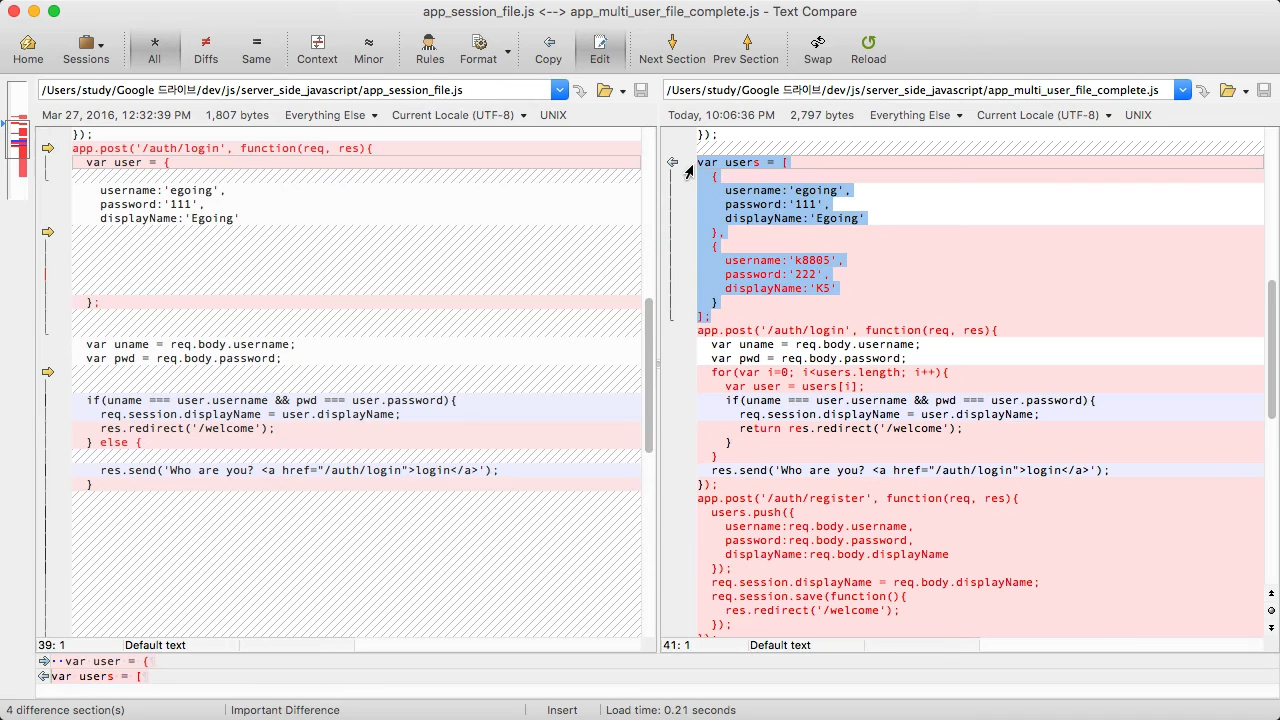 app_session_file.js <--> app_multi_user_file_complete.js - Text Compare
Home Sessions All Diffs Same Context Minor Rules Format Copy Edit Next Section Prev Section Swap Reload
/Users/study/Google 드라이브/dev/js/server_side_javascript/app_session_file.js
Mar 27, 2016, 12:32:39 PM 1,807 bytes Everything Else Current Locale (UTF-8) UNIX
});
app.post('/auth/login', function(req, res){
var user = {
username:'egoing',
password:'111',
displayName:'Egoing'
};
var uname = req.body.username;
var pwd = req.body.password;
if(uname === user.username && pwd === user.password){
req.session.displayName = user.displayName;
res.redirect('/welcome');
} else {
res.send('Who are you? <a href="/auth/login">login</a>');
}
39: 1 Default text
/Users/study/Google 드라이브/dev/js/server_side_javascript/app_multi_user_file_complete.js
Today, 10:06:36 PM 2,797 bytes Everything Else Current Locale (UTF-8) UNIX
});
var users = [
{
username:'egoing',
password:'111',
displayName:'Egoing'
},
{
username:'k8805',
password:'222',
displayName:'K5'
}
];
app.post('/auth/login', function(req, res){
var uname = req.body.username;
var pwd = req.body.password;
for(var i=0; i<users.length; i++){
var user = users[i];
if(uname === user.username && pwd === user.password){
req.session.displayName = user.displayName;
return res.redirect('/welcome');
}
}
res.send('Who are you? <a href="/auth/login">login</a>');
});
app.post('/auth/register', function(req, res){
users.push({
username:req.body.username,
password:req.body.password,
displayName:req.body.displayName
});
req.session.displayName = req.body.displayName;
req.session.save(function(){
res.redirect('/welcome');
});
41: 1 Default text
··var user = {
var users = [
4 difference section(s) Important Difference Insert Load time: 0.21 seconds